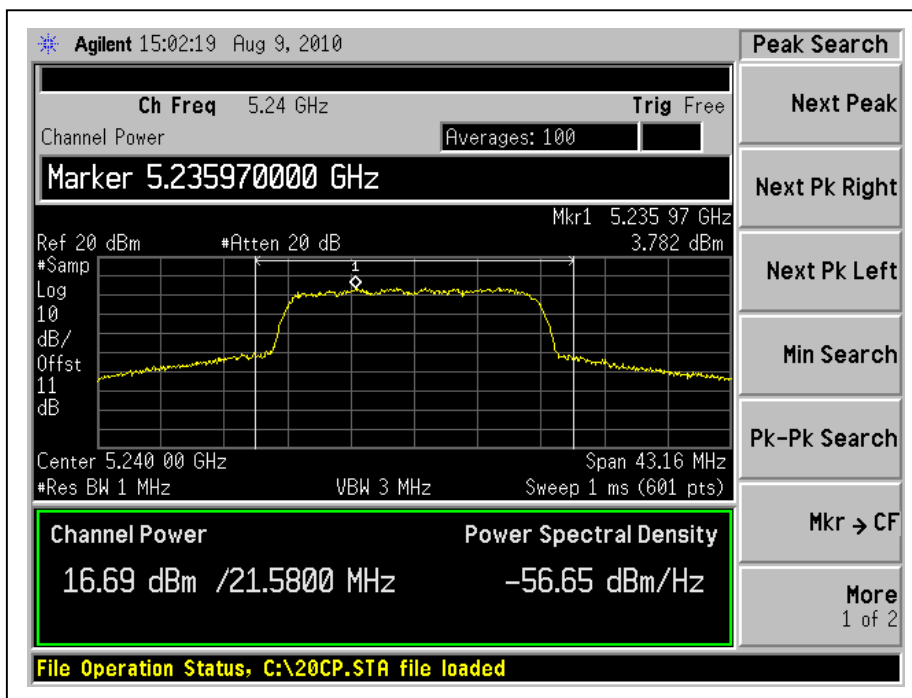 Agilent 15:02:19 Aug 9, 2010
Peak Search
Ch Freq 5.24 GHz Trig Free
Channel Power Averages: 100
Marker 5.235970000 GHz
Mkr1 5.235 97 GHz
Ref 20 dBm #Atten 20 dB 3.782 dBm
#Samp
Log
10
dB/
Offst
11
dB
1
Center 5.240 00 GHz Span 43.16 MHz
#Res BW 1 MHz VBW 3 MHz Sweep 1 ms (601 pts)
Channel Power Power Spectral Density
16.69 dBm /21.5800 MHz -56.65 dBm/Hz
File Operation Status, C:\20CP.STA file loaded
Next Peak
Next Pk Right
Next Pk Left
Min Search
Pk-Pk Search
Mkr → CF
More
1 of 2